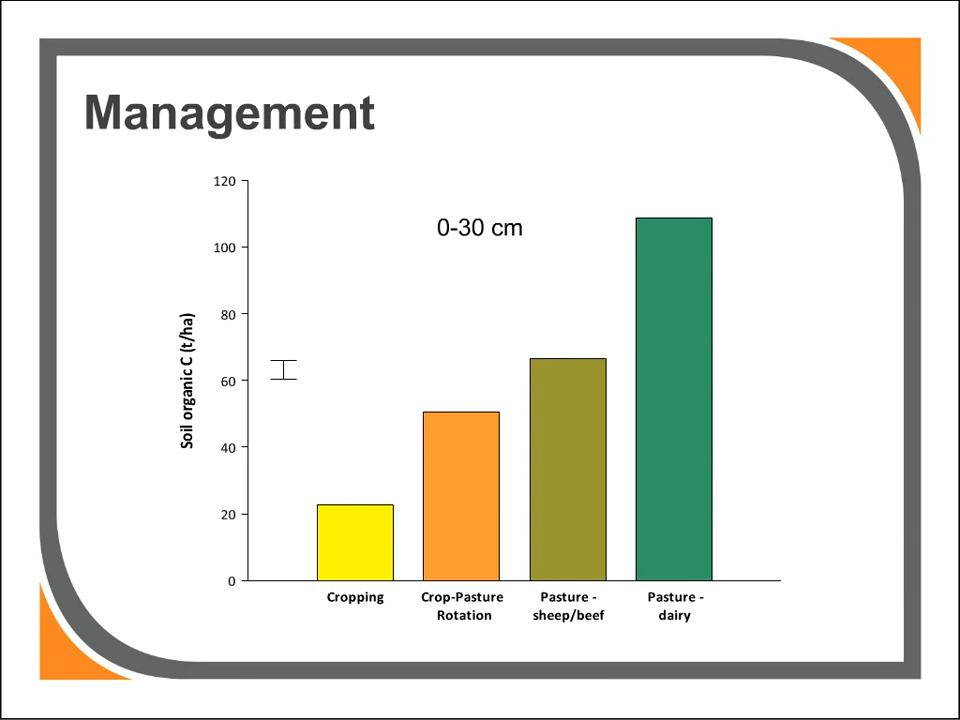 Management
0-30 cm
Soil organic C (t/ha)
120
100
80
60
40
20
0
Cropping
Crop-Pasture
Rotation
Pasture -
sheep/beef
Pasture -
dairy